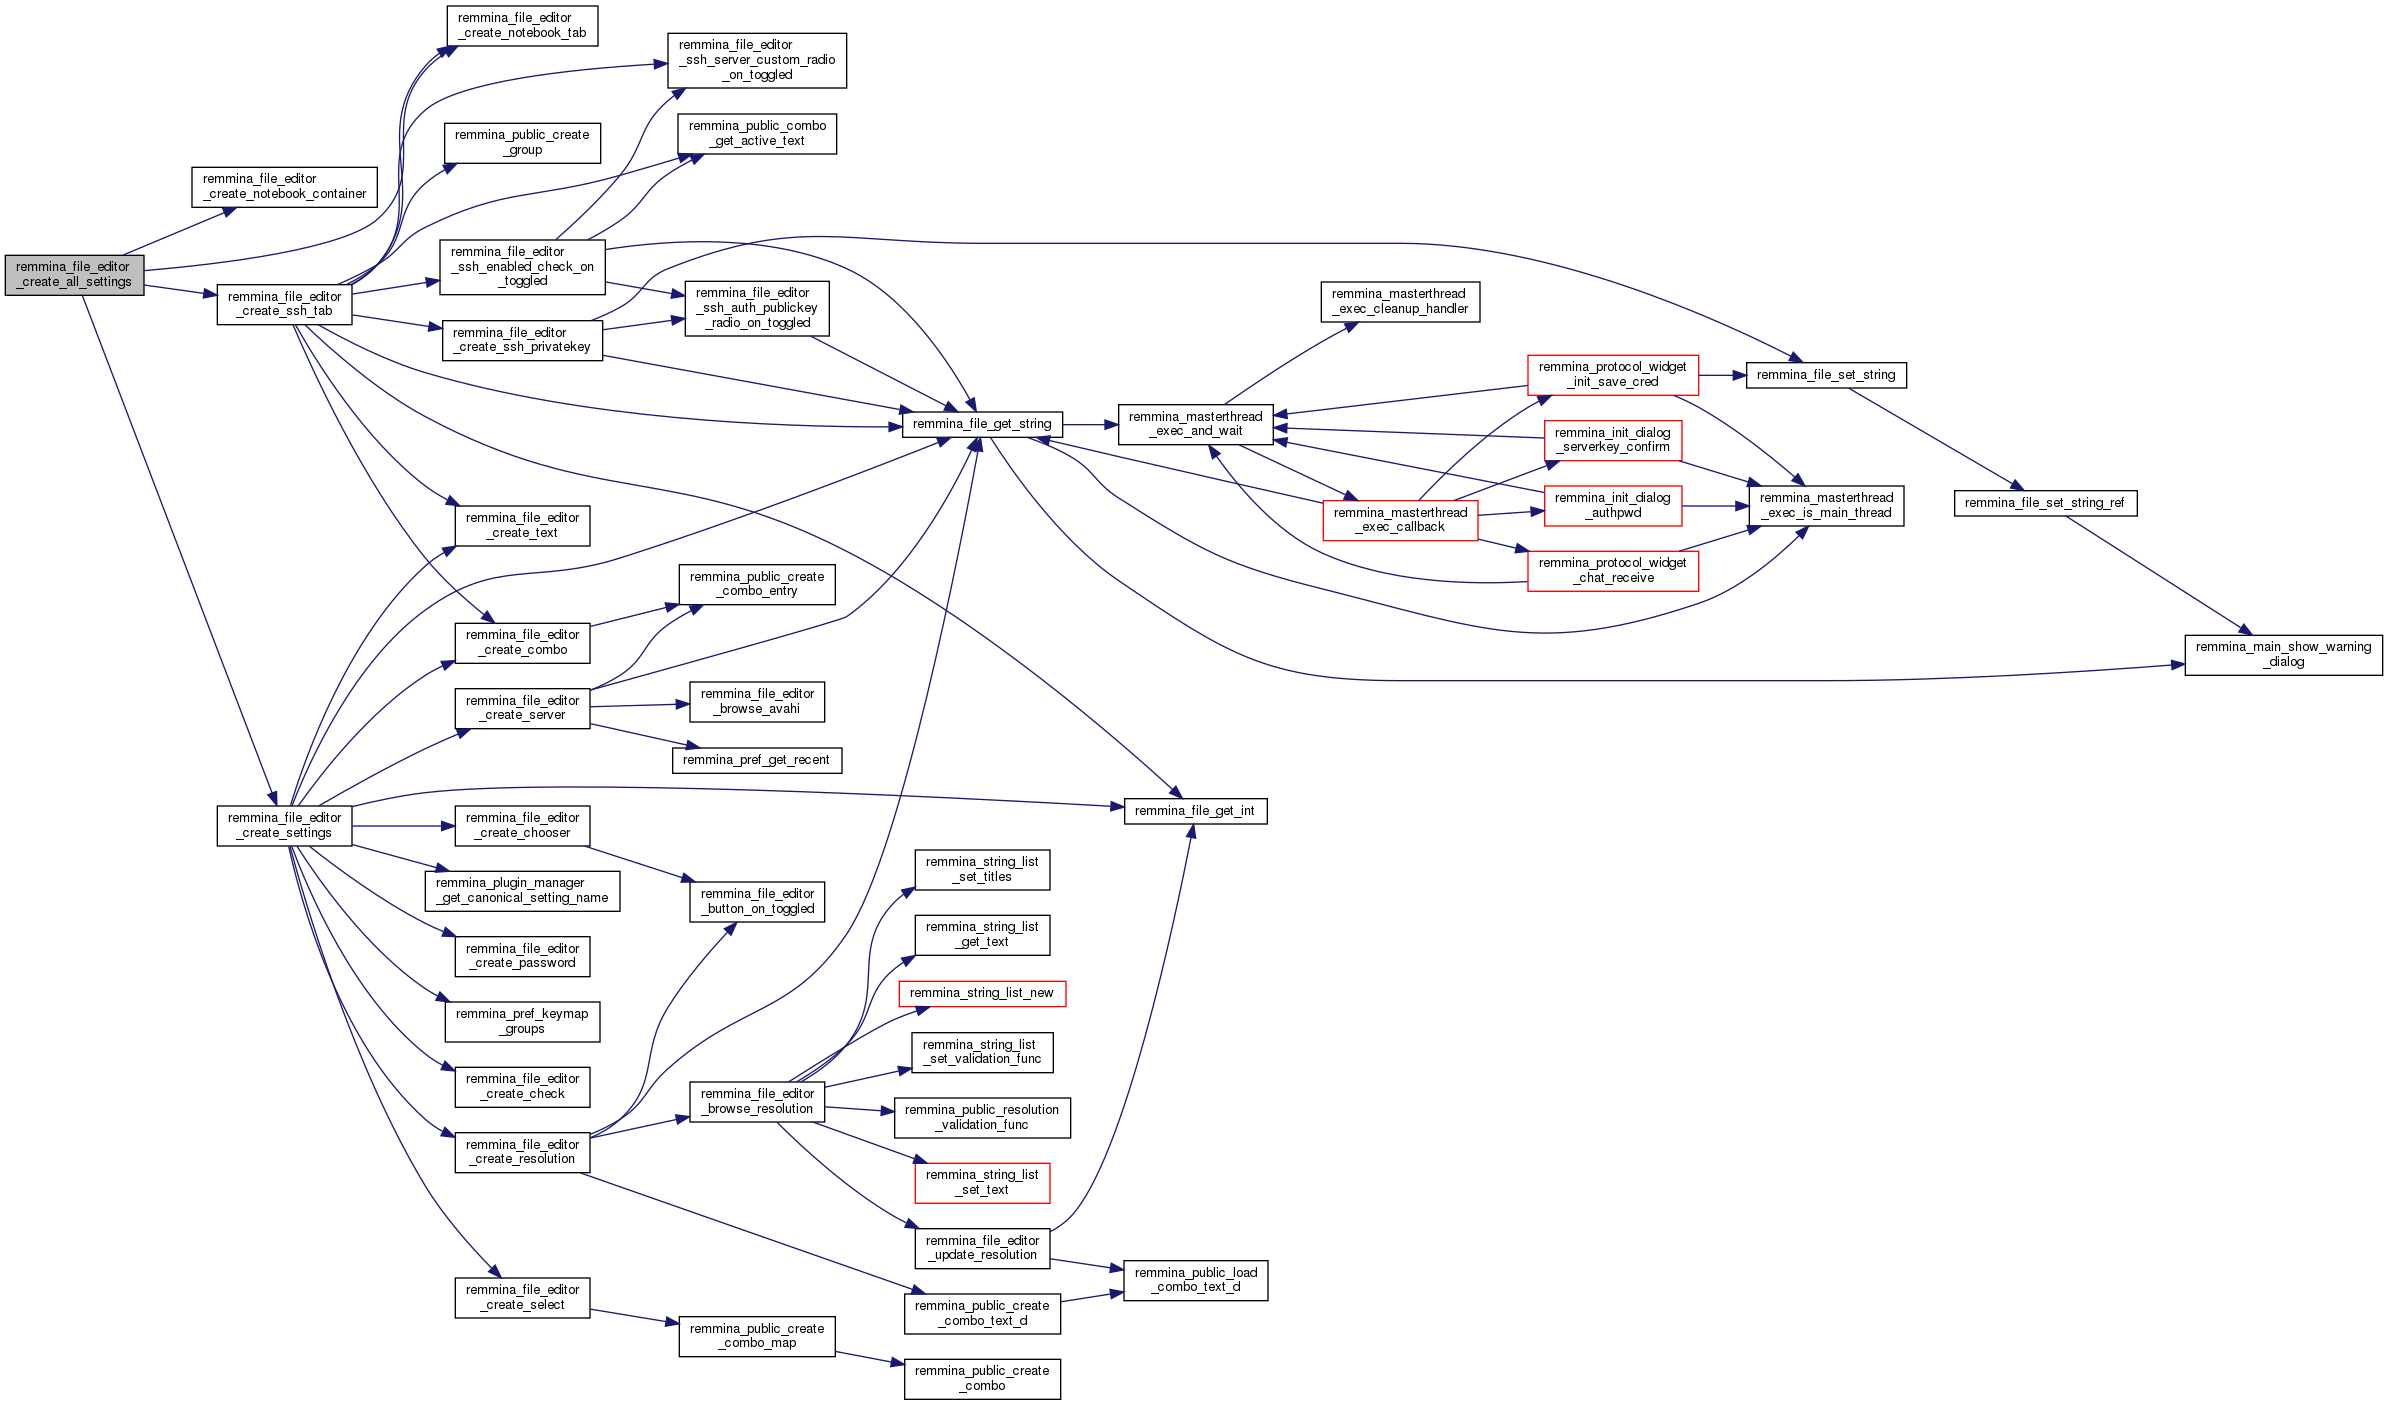 remmina_file_editor
_create_all_settings
remmina_file_editor
_create_notebook_container
remmina_file_editor
_create_ssh_tab
remmina_file_editor
_create_settings
remmina_file_editor
_create_notebook_tab
remmina_public_create
_group
remmina_file_editor
_ssh_enabled_check_on
_toggled
remmina_file_editor
_create_ssh_privatekey
remmina_file_editor
_create_text
remmina_file_editor
_create_combo
remmina_file_editor
_create_server
remmina_file_editor
_create_chooser
remmina_plugin_manager
_get_canonical_setting_name
remmina_file_editor
_create_password
remmina_pref_keymap
_groups
remmina_file_editor
_create_check
remmina_file_editor
_create_resolution
remmina_file_editor
_create_select
remmina_file_editor
_ssh_server_custom_radio
_on_toggled
remmina_public_combo
_get_active_text
remmina_file_editor
_ssh_auth_publickey
_radio_on_toggled
remmina_public_create
_combo_entry
remmina_file_editor
_browse_avahi
remmina_pref_get_recent
remmina_file_editor
_button_on_toggled
remmina_file_editor
_browse_resolution
remmina_public_create
_combo_map
remmina_file_get_string
remmina_string_list
_set_titles
remmina_string_list
_get_text
remmina_string_list_new
remmina_string_list
_set_validation_func
remmina_public_resolution
_validation_func
remmina_string_list
_set_text
remmina_file_editor
_update_resolution
remmina_public_create
_combo_text_d
remmina_public_create
_combo
remmina_masterthread
_exec_and_wait
remmina_file_get_int
remmina_public_load
_combo_text_d
remmina_masterthread
_exec_cleanup_handler
remmina_masterthread
_exec_callback
remmina_protocol_widget
_init_save_cred
remmina_init_dialog
_serverkey_confirm
remmina_init_dialog
_authpwd
remmina_protocol_widget
_chat_receive
remmina_file_set_string
remmina_masterthread
_exec_is_main_thread
remmina_file_set_string_ref
remmina_main_show_warning
_dialog